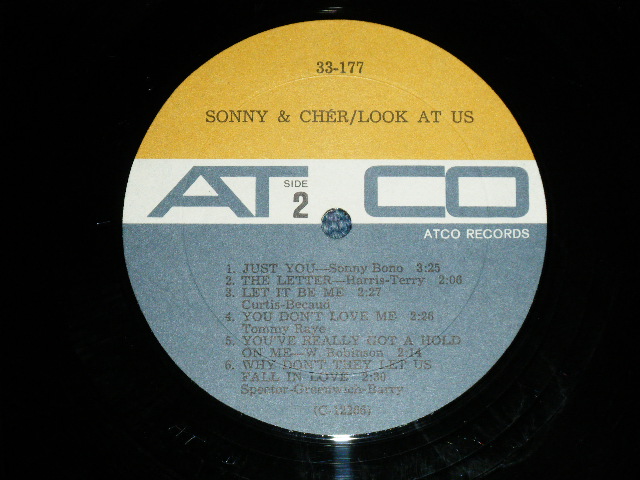 33-177
SONNY & CHÉR/LOOK AT US
ATCO
SIDE
2
ATCO RECORDS
1. JUST YOU—Sonny Bono 3:25
2. THE LETTER—Harris-Terry 2:06
3. LET IT BE ME 2:27
Curtis-Becaud
4. YOU DON'T LOVE ME 2:26
Tommy Raye
5. YOU'VE REALLY GOT A HOLD
ON ME—W. Robinson 2:14
6. WHY DON'T THEY LET US
FALL IN LOVE 2:30
Spector-Greenwich-Barry
(C-12266)